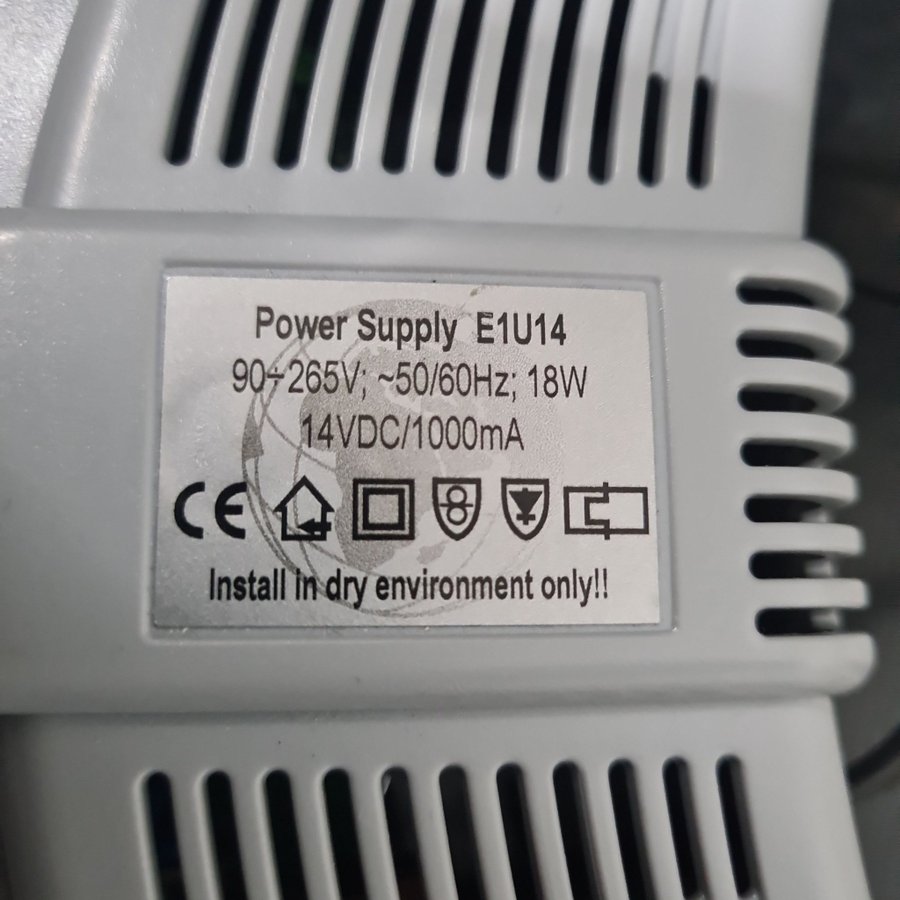 Power Supply E1U14
90÷265V; ~50/60Hz; 18W
14VDC/1000mA
CE
Install in dry environment only!!